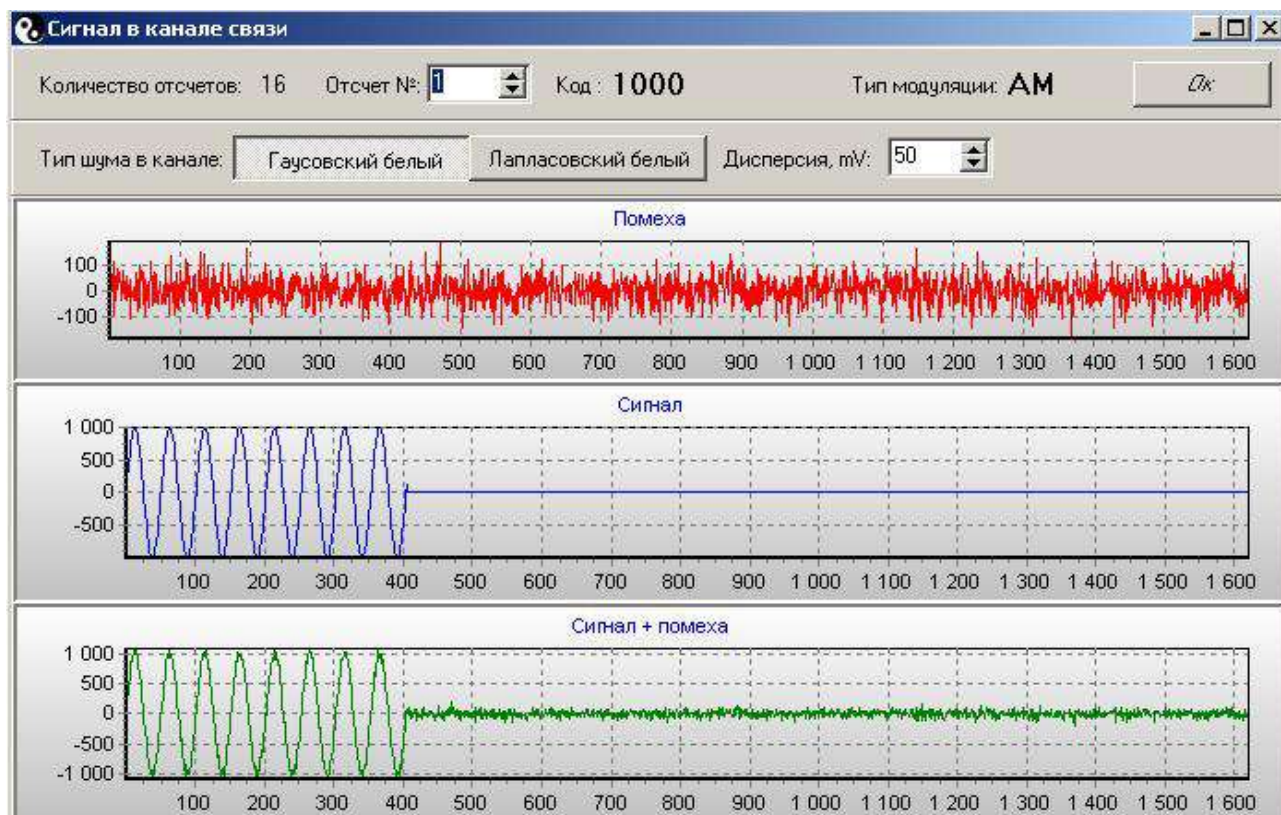 Сигнал в канале связи
Количество отсчетов: 16 Отсчет №: 1 Код : 1000 Тип модуляции: АМ Ок
Тип шума в канале: Гаусовский белый Лапласовский белый Дисперсия, mV: 50
Помеха
100
0
-100
100 200 300 400 500 600 700 800 900 1 000 1 100 1 200 1 300 1 400 1 500 1 600
Сигнал
1 000
500
0
-500
100 200 300 400 500 600 700 800 900 1 000 1 100 1 200 1 300 1 400 1 500 1 600
Сигнал + помеха
1 000
500
0
-500
-1 000
100 200 300 400 500 600 700 800 900 1 000 1 100 1 200 1 300 1 400 1 500 1 600